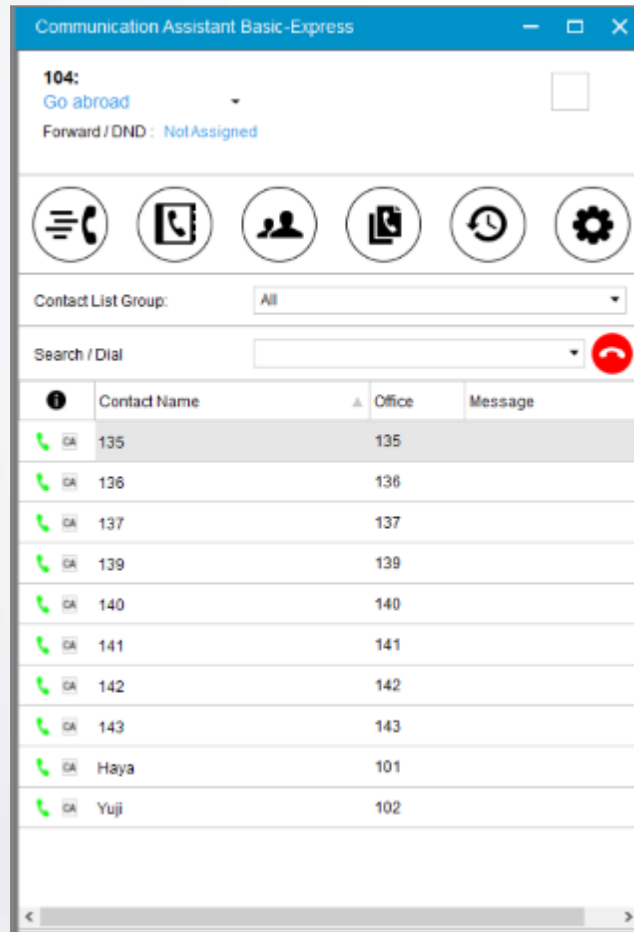 Communication Assistant Basic-Express
104:
Go abroad
Forward / DND : Not Assigned
Contact List Group: All
Search / Dial
Contact Name Office Message
CA 135 135
CA 136 136
CA 137 137
CA 139 139
CA 140 140
CA 141 141
CA 142 142
CA 143 143
CA Haya 101
CA Yuji 102